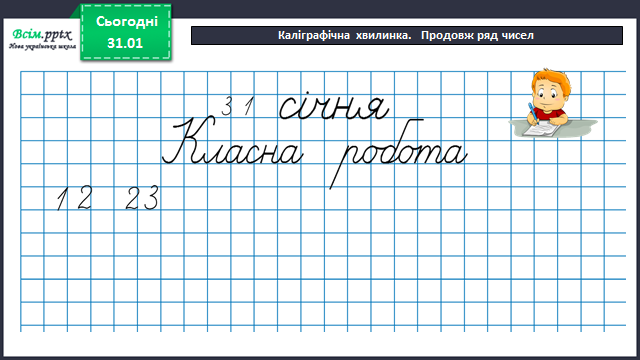 Всім.pptx
Нова українська школа
Сьогодні
31.01
Каліграфічна хвилинка. Продовж ряд чисел
31 січня
Класна робота
12 23